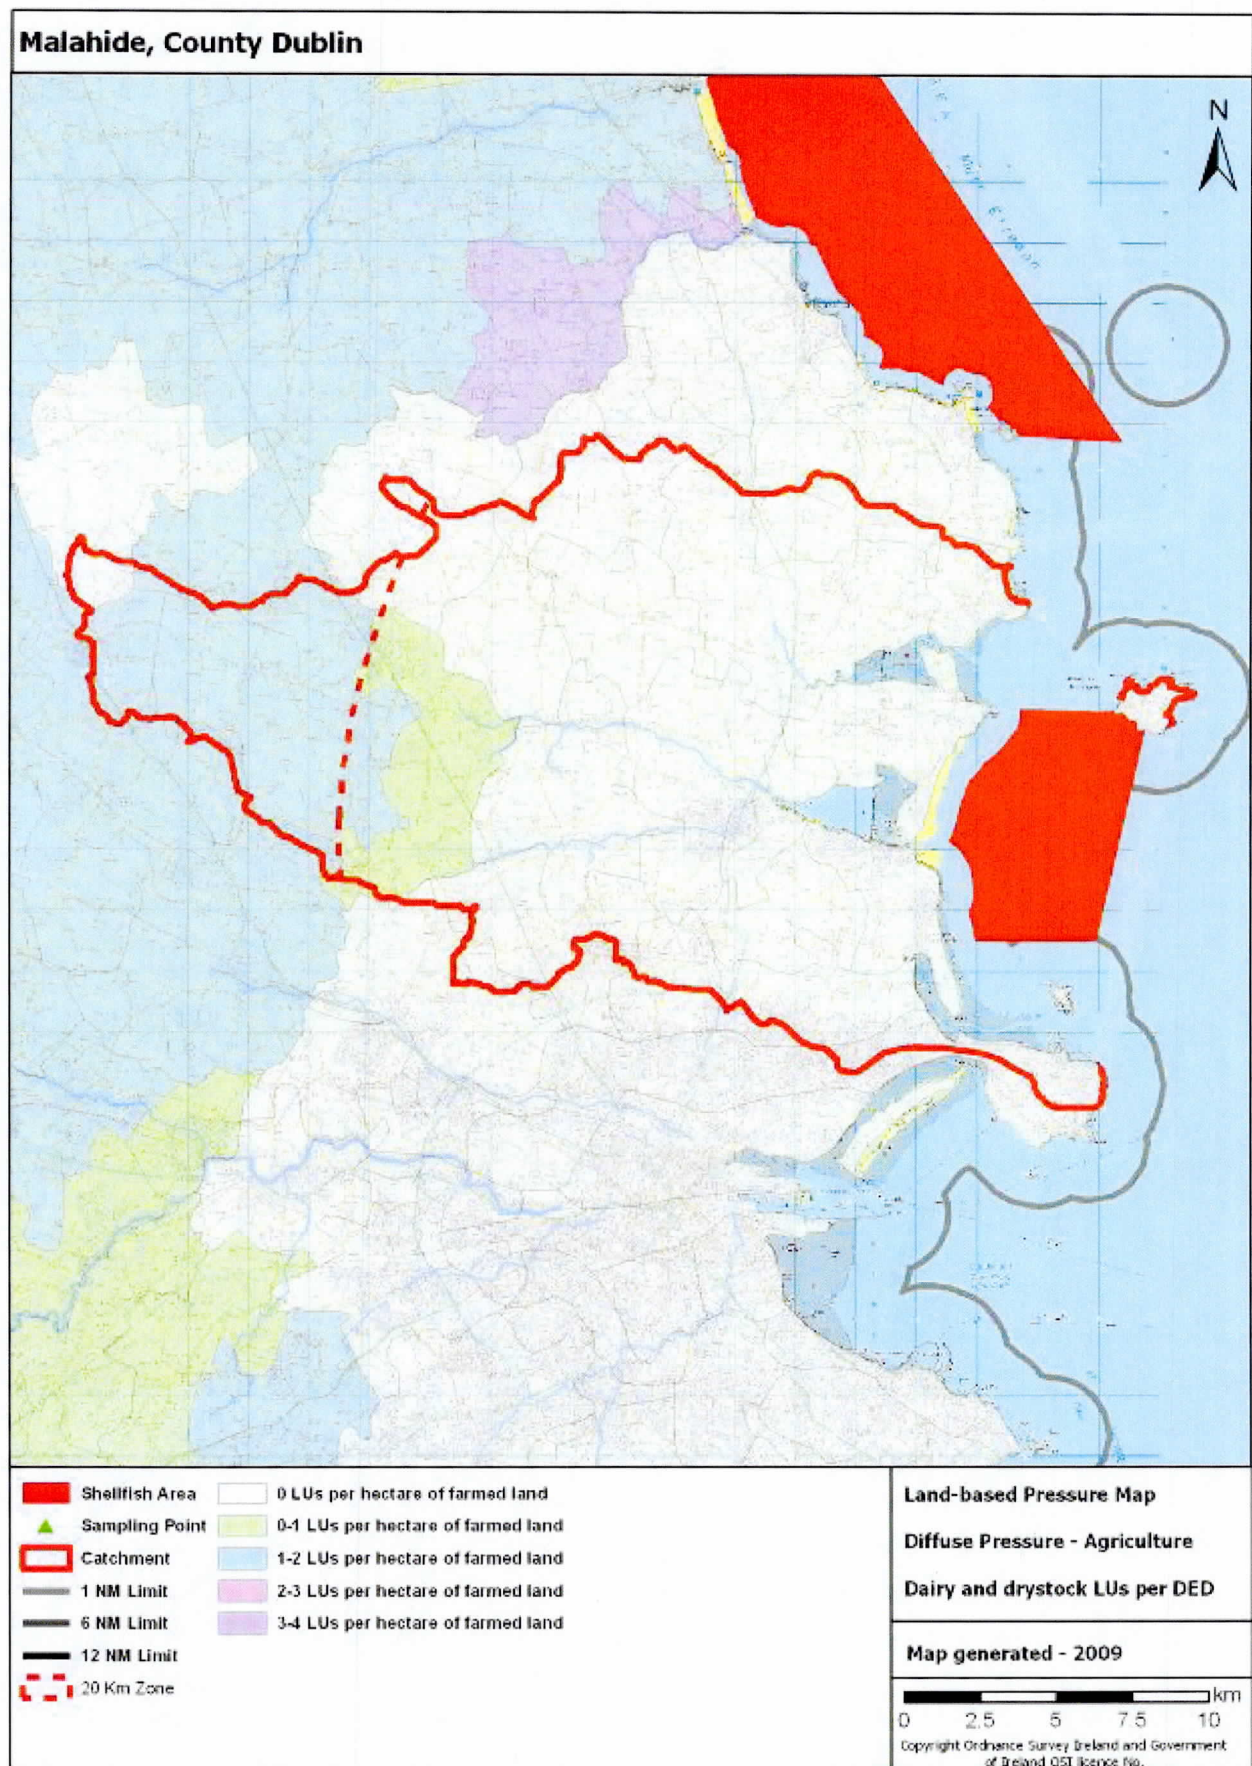 Malahide, County Dublin
N
Shellfish Area
Sampling Point
Catchment
1 NM Limit
6 NM Limit
12 NM Limit
20 Km Zone
0 LUs per hectare of farmed land
0-1 LUs per hectare of farmed land
1-2 LUs per hectare of farmed land
2-3 LUs per hectare of farmed land
3-4 LUs per hectare of farmed land
Land-based Pressure Map
Diffuse Pressure - Agriculture
Dairy and drystock LUs per DED
Map generated - 2009
km
0 2.5 5 7.5 10
Copyright Ordnance Survey Ireland and Government
of Ireland OSI licence No.